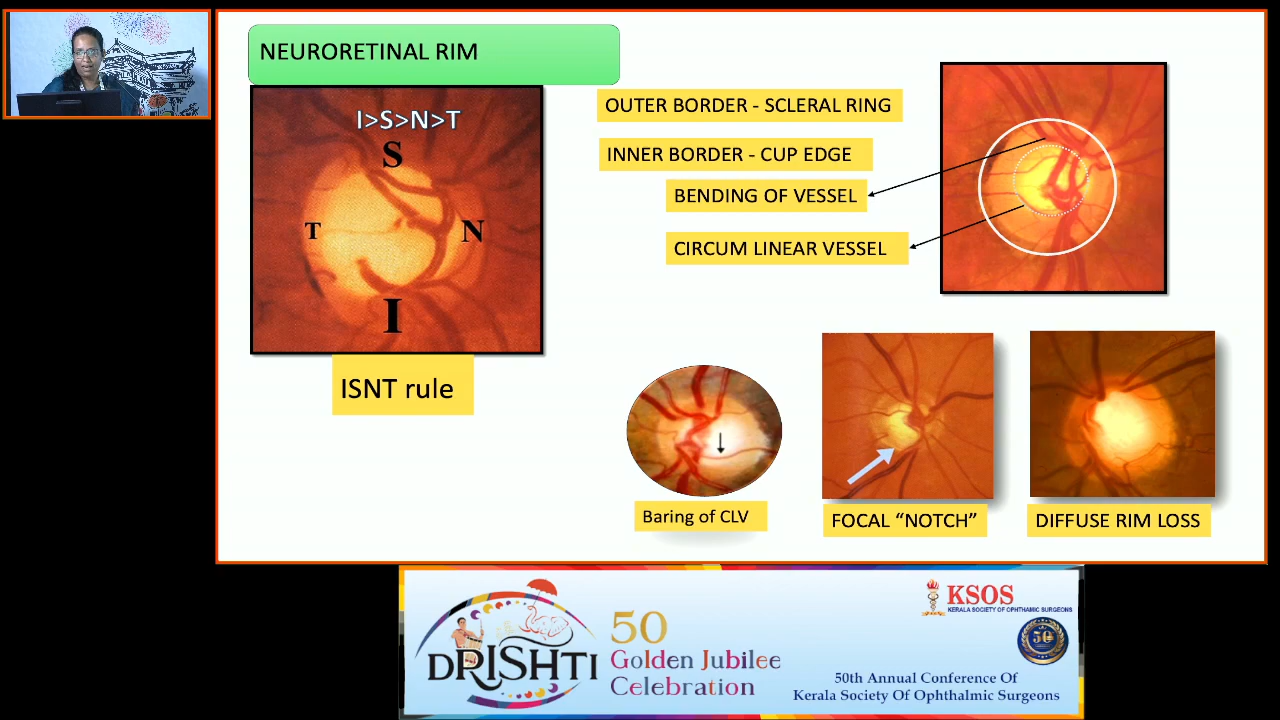 NEURORETINAL RIM
I>S>N>T
S
T
N
I
ISNT rule
OUTER BORDER - SCLERAL RING
INNER BORDER - CUP EDGE
BENDING OF VESSEL
CIRCUM LINEAR VESSEL
Baring of CLV
FOCAL “NOTCH”
DIFFUSE RIM LOSS
DRISHTI
50
Golden Jubilee
Celebration
KSOS
KERALA SOCIETY OF OPHTHAMIC SURGEONS
50
50th Annual Conference Of
Kerala Society Of Ophthalmic Surgeons